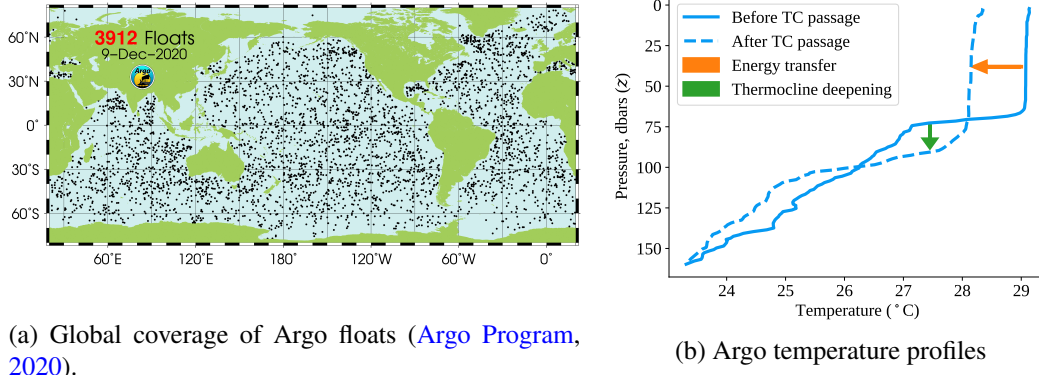 3912 Floats
9-Dec-2020
Argo
60˚N
30˚N
0˚
30˚S
60˚S
60˚E 120˚E 180˚ 120˚W 60˚W 0˚
(a) Global coverage of Argo floats (Argo Program,
2020).
Before TC passage
After TC passage
Energy transfer
Thermocline deepening
Pressure, dbars (z)
0
25
50
75
100
125
150
24 25 26 27 28 29
Temperature (˚C)
(b) Argo temperature profiles